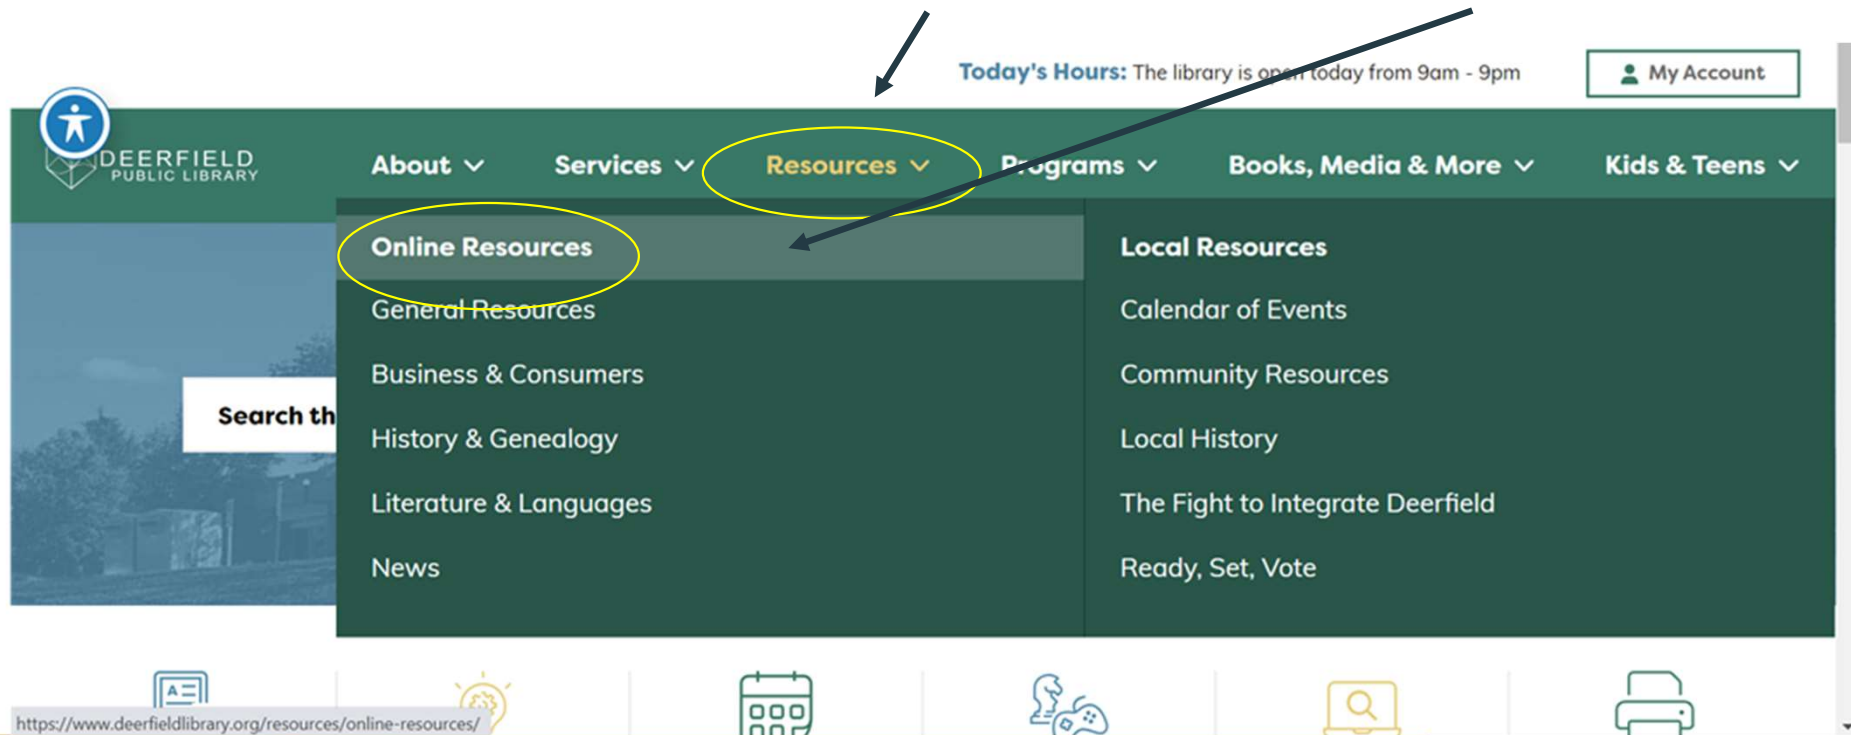 Today's Hours: The library is open today from 9am - 9pm
My Account
DEERFIELD
PUBLIC LIBRARY
About
Services
Resources
Programs
Books, Media & More
Kids & Teens
Online Resources
General Resources
Business & Consumers
History & Genealogy
Literature & Languages
News
Local Resources
Calendar of Events
Community Resources
Local History
The Fight to Integrate Deerfield
Ready, Set, Vote
Search th
A
https://www.deerfieldlibrary.org/resources/online-resources/